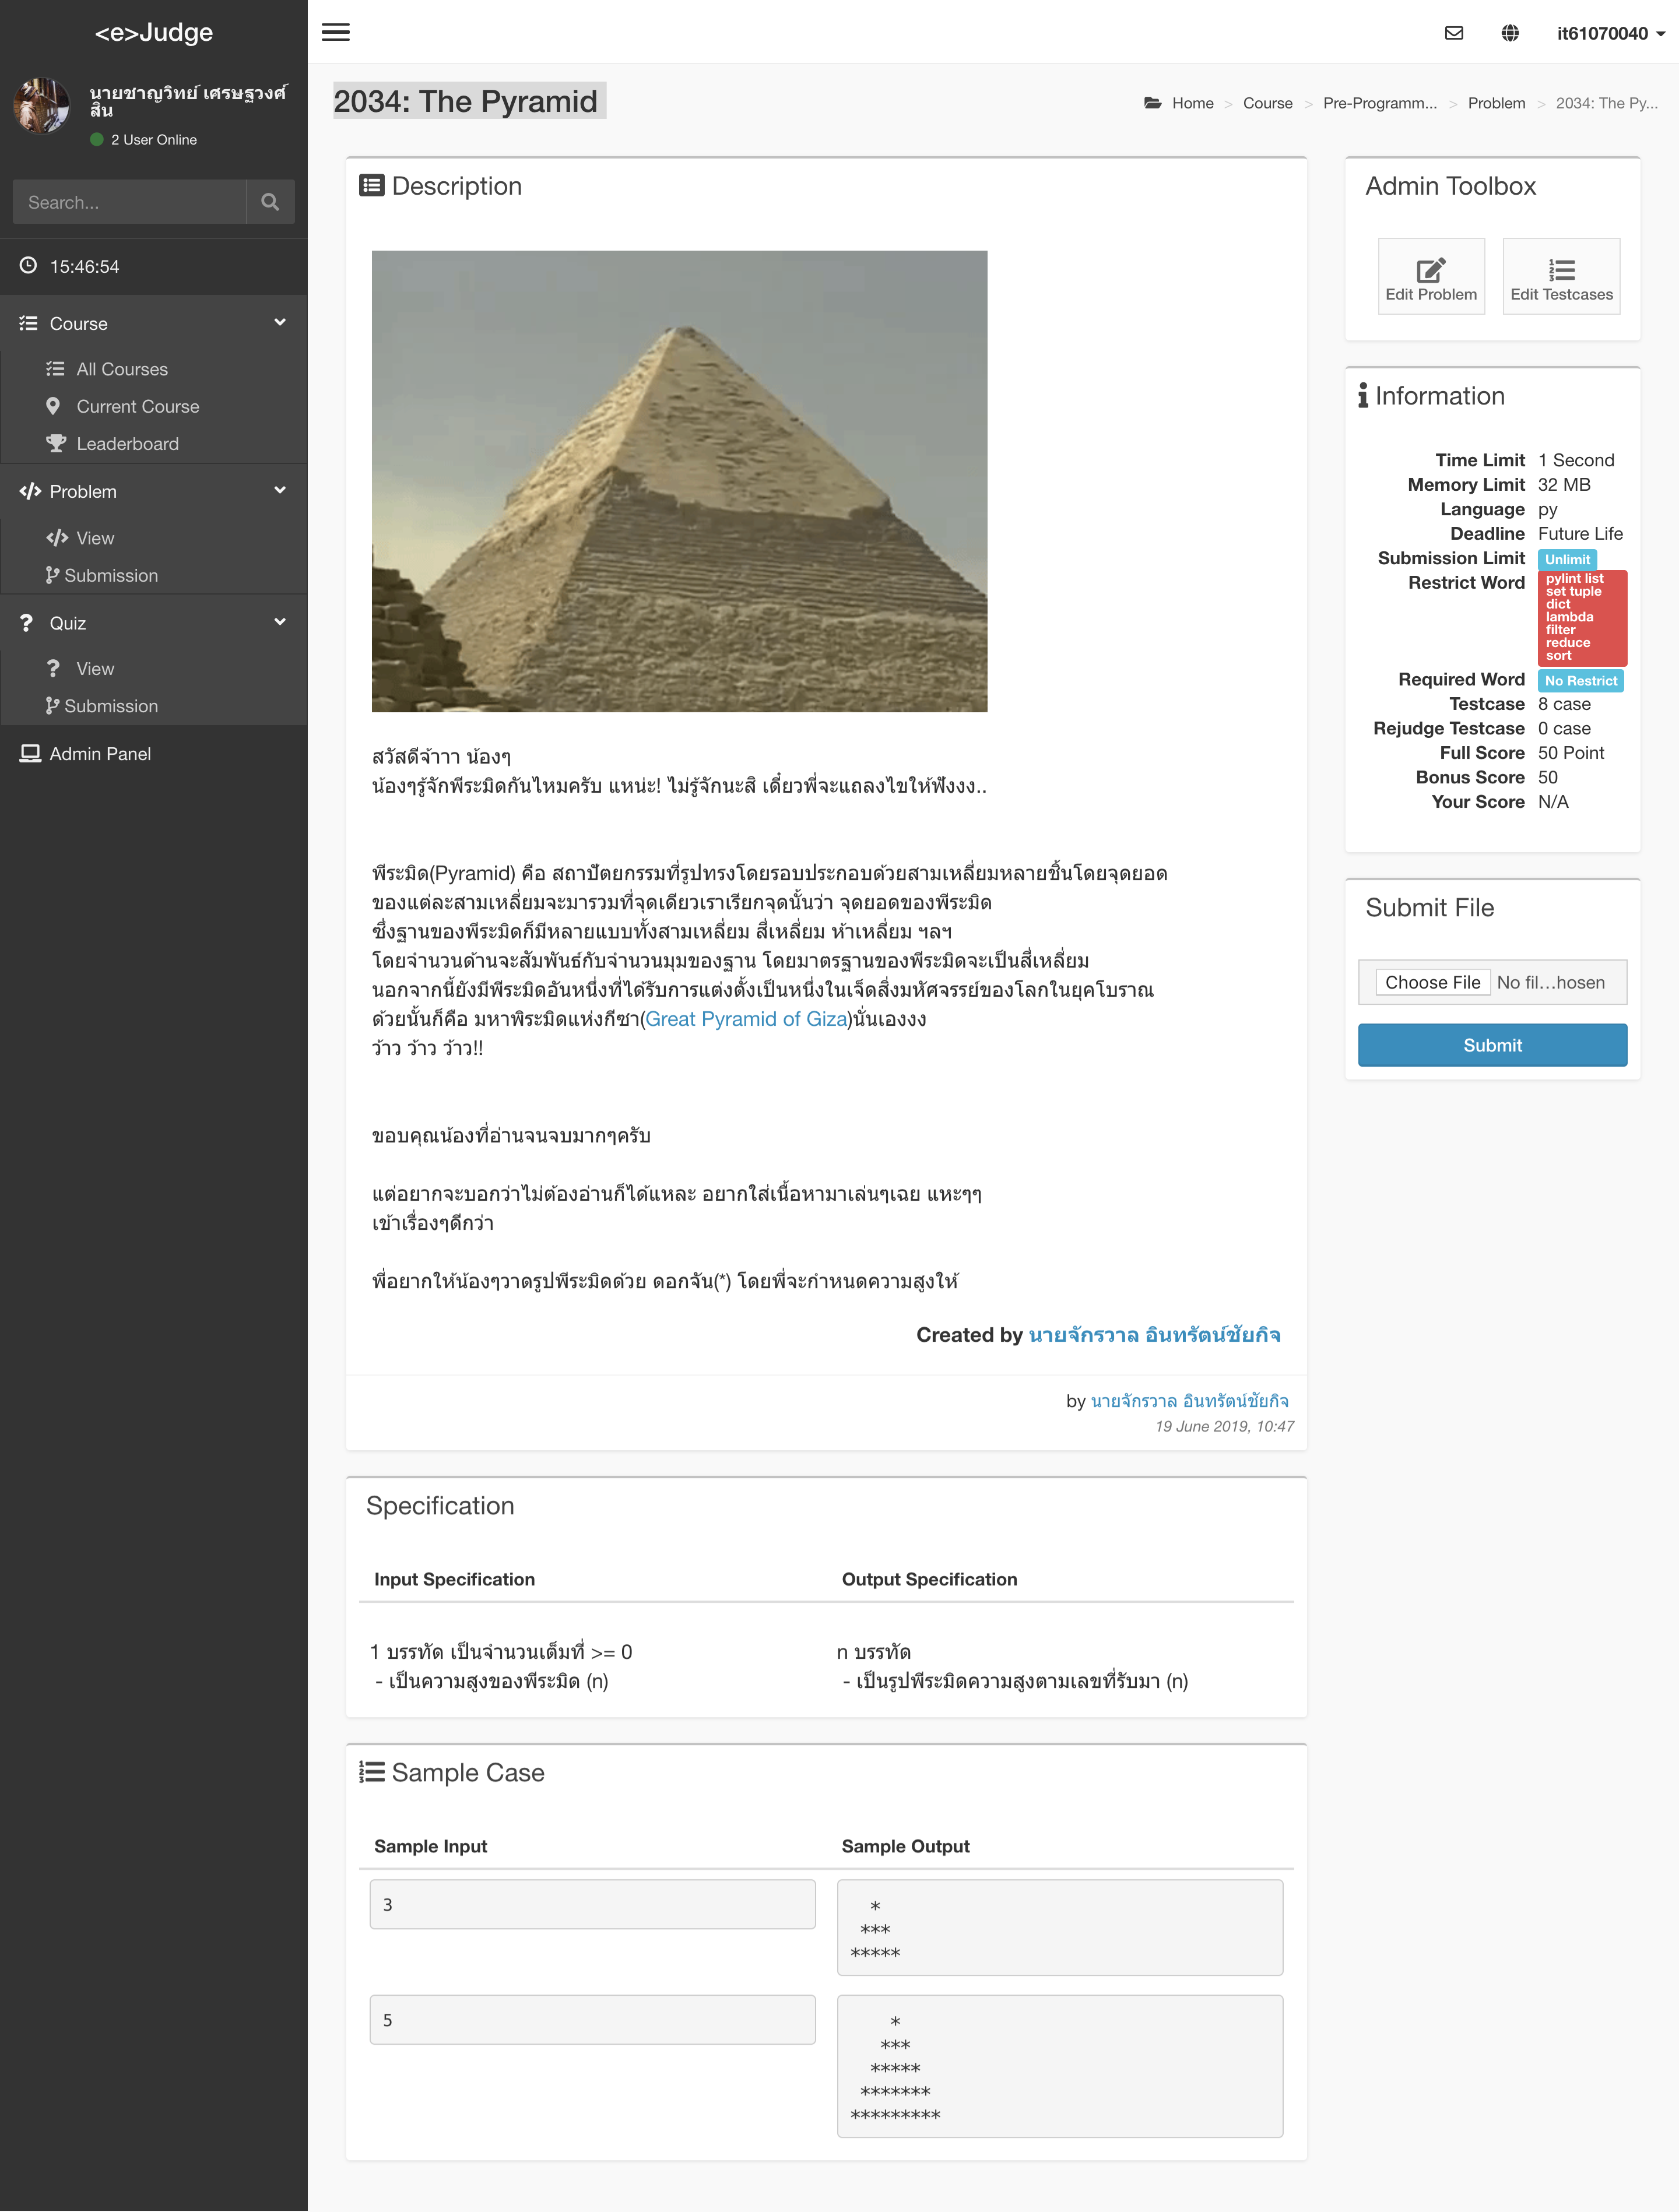 <e>Judge
it61070040
นายชาญวิทย์ เศรษฐวงศ์
สิน
2 User Online
Search...
15:46:54
Course
All Courses
Current Course
Leaderboard
Problem
View
Submission
Quiz
View
Submission
Admin Panel
2034: The Pyramid
Home > Course > Pre-Programm... > Problem > 2034: The Py...
Description
สวัสดีจ้าาา น้องๆ
น้องๆรู้จักพีระมิดกันไหมครับ แหน่ะ! ไม่รู้จักนะสิ เดี๋ยวพี่จะแถลงไขให้ฟังงง..
พีระมิด(Pyramid) คือ สถาปัตยกรรมที่รูปทรงโดยรอบประกอบด้วยสามเหลี่ยมหลายชิ้นโดยจุดยอด
ของแต่ละสามเหลี่ยมจะมารวมที่จุดเดียวเราเรียกจุดนั้นว่า จุดยอดของพีระมิด
ซึ่งฐานของพีระมิดก็มีหลายแบบทั้งสามเหลี่ยม สี่เหลี่ยม ห้าเหลี่ยม ฯลฯ
โดยจำนวนด้านจะสัมพันธ์กับจำนวนมุมของฐาน โดยมาตรฐานของพีระมิดจะเป็นสี่เหลี่ยม
นอกจากนี้ยังมีพีระมิดอันหนึ่งที่ได้รับการแต่งตั้งเป็นหนึ่งในเจ็ดสิ่งมหัศจรรย์ของโลกในยุคโบราณ
ด้วยนั้นก็คือ มหาพิระมิดแห่งกีซา(Great Pyramid of Giza)นั่นเองงง
ว้าว ว้าว ว้าว!!
ขอบคุณน้องที่อ่านจนจบมากๆครับ
แต่อยากจะบอกว่าไม่ต้องอ่านก็ได้แหละ อยากใส่เนื้อหามาเล่นๆเฉย แหะๆๆ
เข้าเรื่องๆดีกว่า
พี่อยากให้น้องๆวาดรูปพีระมิดด้วย ดอกจัน(*) โดยพี่จะกำหนดความสูงให้
Created by นายจักรวาล อินทรัตน์ชัยกิจ
by นายจักรวาล อินทรัตน์ชัยกิจ
19 June 2019, 10:47
Specification
Input Specification
Output Specification
1 บรรทัด เป็นจำนวนเต็มที่ >= 0
- เป็นความสูงของพีระมิด (n)
n บรรทัด
- เป็นรูปพีระมิดความสูงตามเลขที่รับมา (n)
Sample Case
Sample Input
Sample Output
3
  *
 ***
*****
5
    *
   ***
  *****
 *******
*********
Admin Toolbox
Edit Problem
Edit Testcases
Information
Time Limit 1 Second
Memory Limit 32 MB
Language py
Deadline Future Life
Submission Limit Unlimit
Restrict Word pylint list
set tuple
dict
lambda
filter
reduce
sort
Required Word No Restrict
Testcase 8 case
Rejudge Testcase 0 case
Full Score 50 Point
Bonus Score 50
Your Score N/A
Submit File
Choose File No fil...hosen
Submit